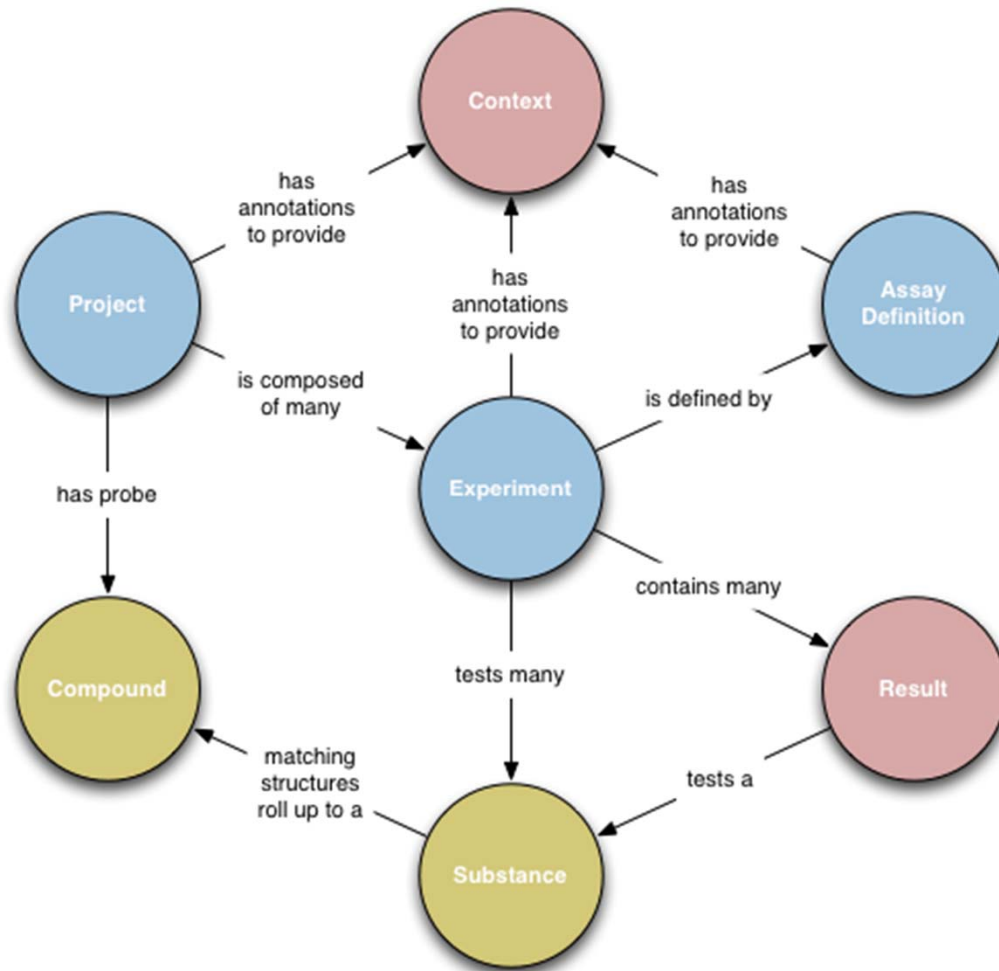 Context
has
annotations
to provide
has
annotations
to provide
Project
has
annotations
to provide
Assay
Definition
is composed
of many
is defined by
Experiment
has probe
contains many
tests many
Compound
Result
matching
structures
roll up to a
tests a
Substance